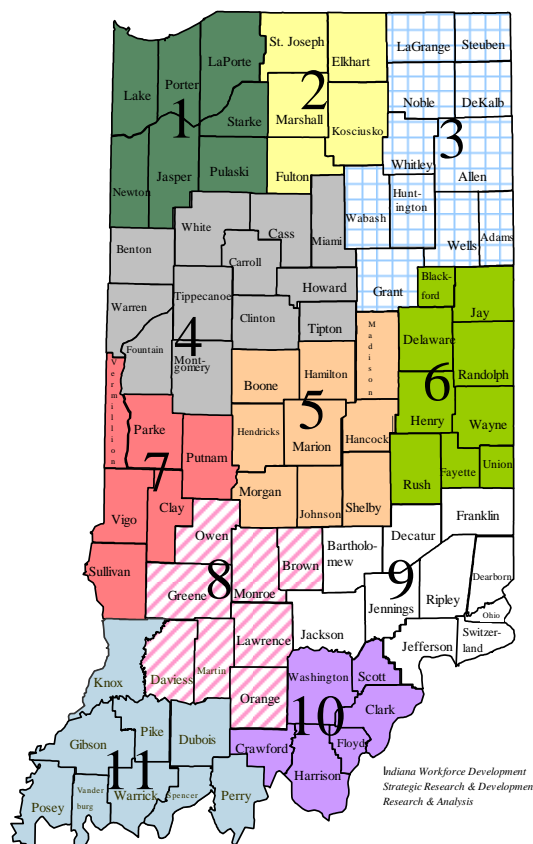 St. Joseph
LaGrange
Steuben
LaPorte
Elkhart
Porter
Lake
2
Noble
DeKalb
1
Starke
Marshall
Kosciusko
3
Whitley
Pulaski
Jasper
Fulton
Allen
Newton
Hunt-
ington
Wabash
White
Cass
Miami
Adams
Wells
Benton
Carroll
Black-
ford
Howard
Grant
Tippecanoe
Warren
Jay
Clinton
Tipton
Madison
4
Delaware
Fountain
Mont-
gomery
Vermillion
Hamilton
Boone
Randolph
6
5
Henry
Wayne
Parke
Hendricks
Marion
Hancock
Putnam
7
Rush
Fayette
Union
Morgan
Johnson
Shelby
Clay
Vigo
Franklin
Owen
Decatur
Bartholo-
mew
Brown
Sullivan
8
Greene
Monroe
9
Dearborn
Ripley
Jennings
Ohio
Jackson
Lawrence
Switzer-
land
Jefferson
Martin
Daviess
Knox
Washington
Scott
Orange
Clark
10
Pike
Dubois
Gibson
Crawford
Floyd
11
Harrison
Indiana Workforce Development
Strategic Research & Developmen
Research & Analysis
Vander
burg
Warrick
Spencer
Perry
Posey